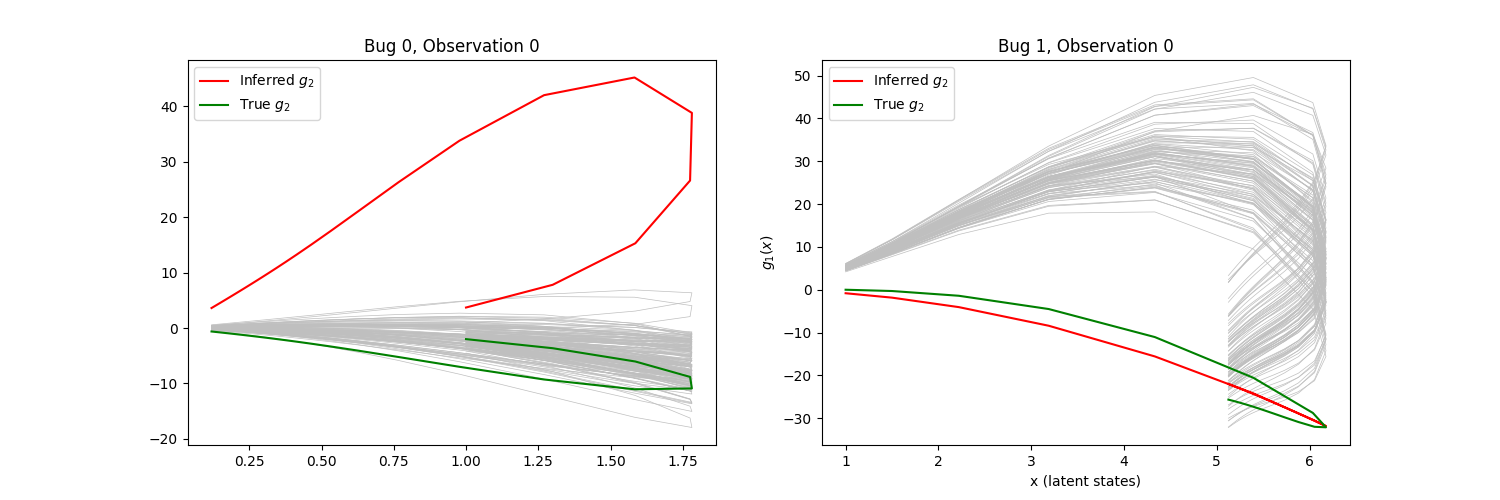 Bug 0, Observation 0
Inferred g₂
True g₂
40
30
20
10
0
−10
−20
0.25 0.50 0.75 1.00 1.25 1.50 1.75
Bug 1, Observation 0
Inferred g₂
True g₂
g₁(x)
50
40
30
20
10
0
−10
−20
−30
1 2 3 4 5 6
x (latent states)